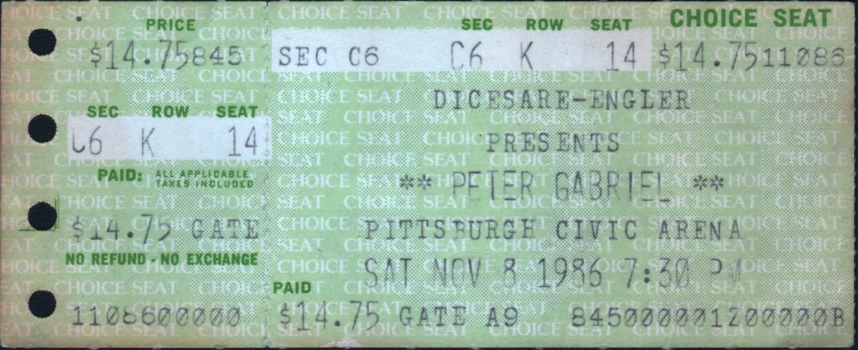 PRICE
$14.75845
SEC ROW SEAT
C6 K 14
PAID: ALL APPLICABLE
TAXES INCLUDED
$14.75 GATE
NO REFUND - NO EXCHANGE
1108600000
SEC ROW SEAT CHOICE SEAT
SEC C6 C6 K 14 $14.7511086
DICESARE-ENGLER
PRESENTS
** PETER GABRIEL **
PITTSBURGH CIVIC ARENA
SAT NOV 8 1986 7:30 PM
PAID
$14.75 GATE A9 8450000001200000B